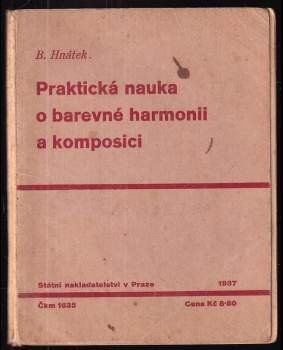 B. Hnátek.
Praktická nauka
o barevné harmonii
a komposici
Státní nakladatelství v Praze 1937
Čkm 1635 Cena Kč 8·60